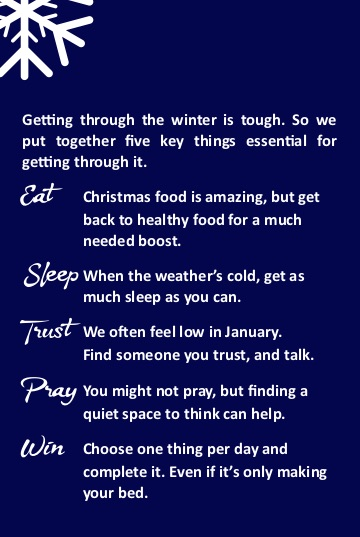 Getting through the winter is tough. So we
put together five key things essential for
getting through it.
Eat Christmas food is amazing, but get
back to healthy food for a much
needed boost.
Sleep When the weather’s cold, get as
much sleep as you can.
Trust We often feel low in January.
Find someone you trust, and talk.
Pray You might not pray, but finding a
quiet space to think can help.
Win Choose one thing per day and
complete it. Even if it’s only making
your bed.